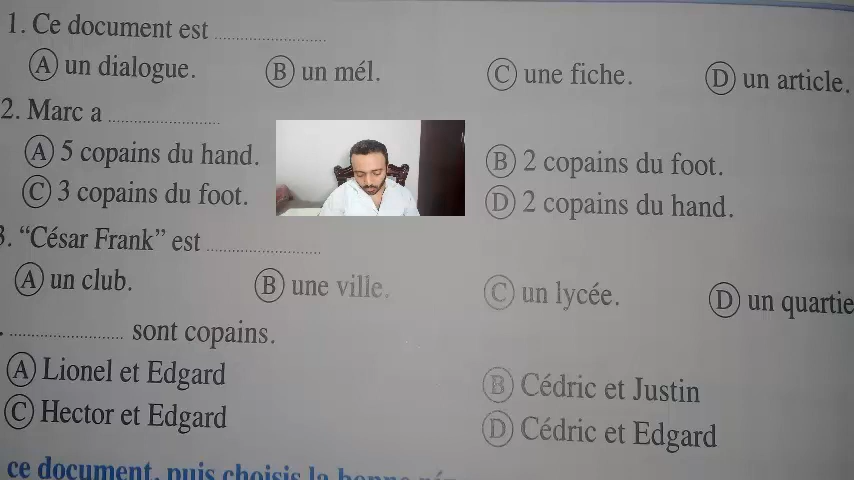 1. Ce document est ....................
A un dialogue. B un mél. C une fiche. D un article.
2. Marc a ....................
A 5 copains du hand. B 2 copains du foot.
C 3 copains du foot. D 2 copains du hand.
3. “César Frank” est ....................
A un club. B une ville. C un lycée. D un quartie
. .................... sont copains.
A Lionel et Edgard B Cédric et Justin
C Hector et Edgard D Cédric et Edgard
ce document, puis choisis la